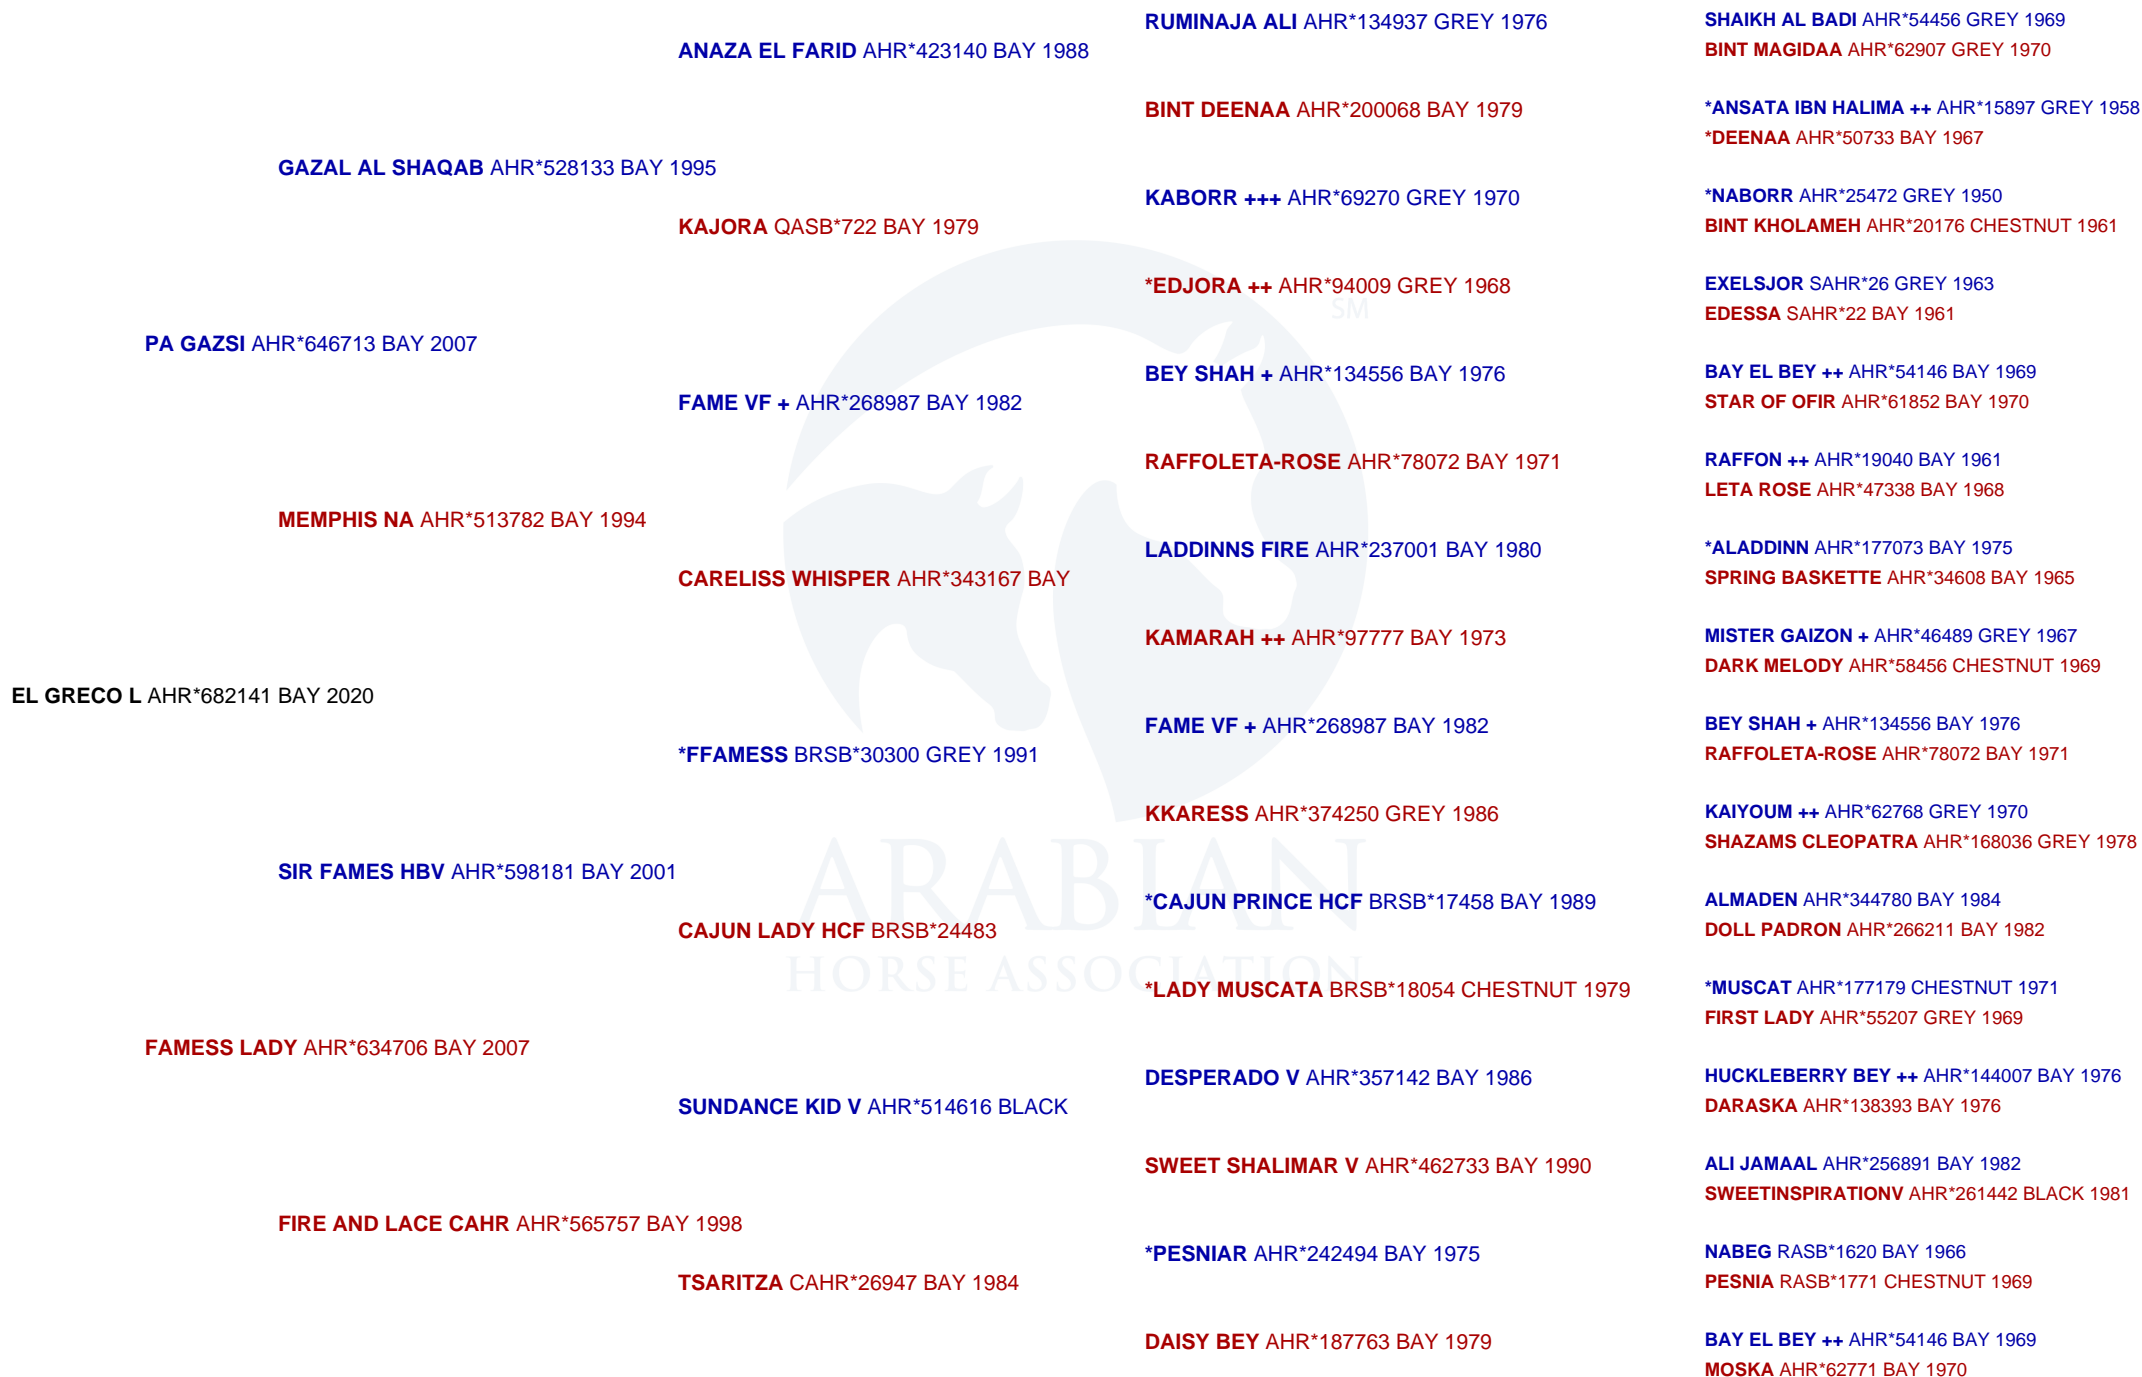 RUMINAJA ALI AHR*134937 GREY 1976
SHAIKH AL BADI AHR*54456 GREY 1969
ANAZA EL FARID AHR*423140 BAY 1988
BINT MAGIDAA AHR*62907 GREY 1970
BINT DEENAA AHR*200068 BAY 1979
*ANSATA IBN HALIMA ++ AHR*15897 GREY 1958
*DEENAA AHR*50733 BAY 1967
GAZAL AL SHAQAB AHR*528133 BAY 1995
KABORR +++ AHR*69270 GREY 1970
*NABORR AHR*25472 GREY 1950
KAJORA QASB*722 BAY 1979
BINT KHOLAMEH AHR*20176 CHESTNUT 1961
*EDJORA ++ AHR*94009 GREY 1968
EXELSJOR SAHR*26 GREY 1963
SM
EDESSA SAHR*22 BAY 1961
PA GAZSI AHR*646713 BAY 2007
BEY SHAH + AHR*134556 BAY 1976
BAY EL BEY ++ AHR*54146 BAY 1969
FAME VF + AHR*268987 BAY 1982
STAR OF OFIR AHR*61852 BAY 1970
RAFFOLETA-ROSE AHR*78072 BAY 1971
RAFFON ++ AHR*19040 BAY 1961
LETA ROSE AHR*47338 BAY 1968
MEMPHIS NA AHR*513782 BAY 1994
LADDINNS FIRE AHR*237001 BAY 1980
*ALADDINN AHR*177073 BAY 1975
CARELISS WHISPER AHR*343167 BAY
SPRING BASKETTE AHR*34608 BAY 1965
KAMARAH ++ AHR*97777 BAY 1973
MISTER GAIZON + AHR*46489 GREY 1967
DARK MELODY AHR*58456 CHESTNUT 1969
EL GRECO L AHR*682141 BAY 2020
FAME VF + AHR*268987 BAY 1982
BEY SHAH + AHR*134556 BAY 1976
*FFAMESS BRSB*30300 GREY 1991
RAFFOLETA-ROSE AHR*78072 BAY 1971
KKARESS AHR*374250 GREY 1986
KAIYOUM ++ AHR*62768 GREY 1970
SHAZAMS CLEOPATRA AHR*168036 GREY 1978
SIR FAMES HBV AHR*598181 BAY 2001
ARABIAN
*CAJUN PRINCE HCF BRSB*17458 BAY 1989
ALMADEN AHR*344780 BAY 1984
CAJUN LADY HCF BRSB*24483
DOLL PADRON AHR*266211 BAY 1982
HORSE ASSOCIATION
*LADY MUSCATA BRSB*18054 CHESTNUT 1979
*MUSCAT AHR*177179 CHESTNUT 1971
FIRST LADY AHR*55207 GREY 1969
FAMESS LADY AHR*634706 BAY 2007
DESPERADO V AHR*357142 BAY 1986
HUCKLEBERRY BEY ++ AHR*144007 BAY 1976
SUNDANCE KID V AHR*514616 BLACK
DARASKA AHR*138393 BAY 1976
SWEET SHALIMAR V AHR*462733 BAY 1990
ALI JAMAAL AHR*256891 BAY 1982
SWEETINSPIRATIONV AHR*261442 BLACK 1981
FIRE AND LACE CAHR AHR*565757 BAY 1998
*PESNIAR AHR*242494 BAY 1975
NABEG RASB*1620 BAY 1966
TSARITZA CAHR*26947 BAY 1984
PESNIA RASB*1771 CHESTNUT 1969
DAISY BEY AHR*187763 BAY 1979
BAY EL BEY ++ AHR*54146 BAY 1969
MOSKA AHR*62771 BAY 1970